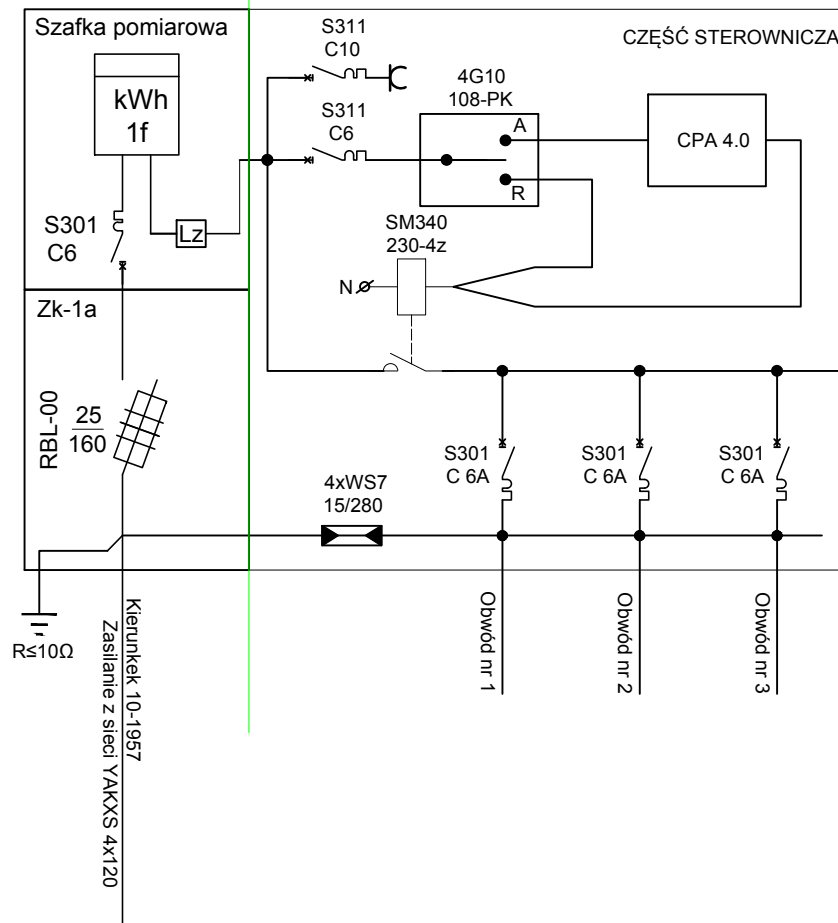 Szafka pomiarowa
kWh
1f
S301
C6
Lz
Zk-1a
RBL-00
25
160
R≤10Ω
Kierunkek 10-1957
Zasilanie z sieci YAKXS 4x120
CZĘŚĆ STEROWNICZA
S311
C10
S311
C6
4G10
108-PK
A
R
CPA 4.0
SM340
230-4z
N
S301
C 6A
S301
C 6A
S301
C 6A
4xWS7
15/280
Obwód nr 1
Obwód nr 2
Obwód nr 3